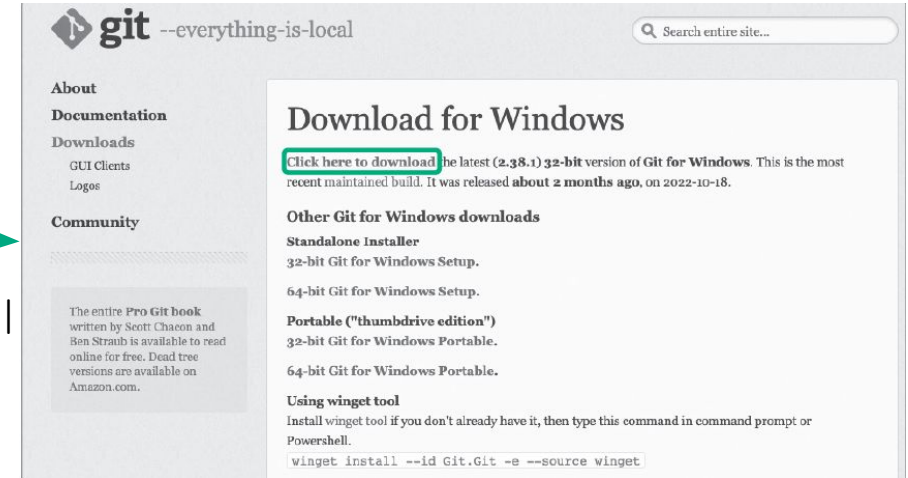 git --everything-is-local
Search entire site...
About
Documentation
Downloads
GUI Clients
Logos
Community
The entire Pro Git book
written by Scott Chacon and
Ben Straub is available to read
online for free. Dead tree
versions are available on
Amazon.com.
Download for Windows
Click here to download he latest (2.38.1) 32-bit version of Git for Windows. This is the most
recent maintained build. It was released about 2 months ago, on 2022-10-18.
Other Git for Windows downloads
Standalone Installer
32-bit Git for Windows Setup.
64-bit Git for Windows Setup.
Portable ("thumbdrive edition")
32-bit Git for Windows Portable.
64-bit Git for Windows Portable.
Using winget tool
Install winget tool if you don't already have it, then type this command in command prompt or
Powershell.
winget install --id Git.Git -e --source winget